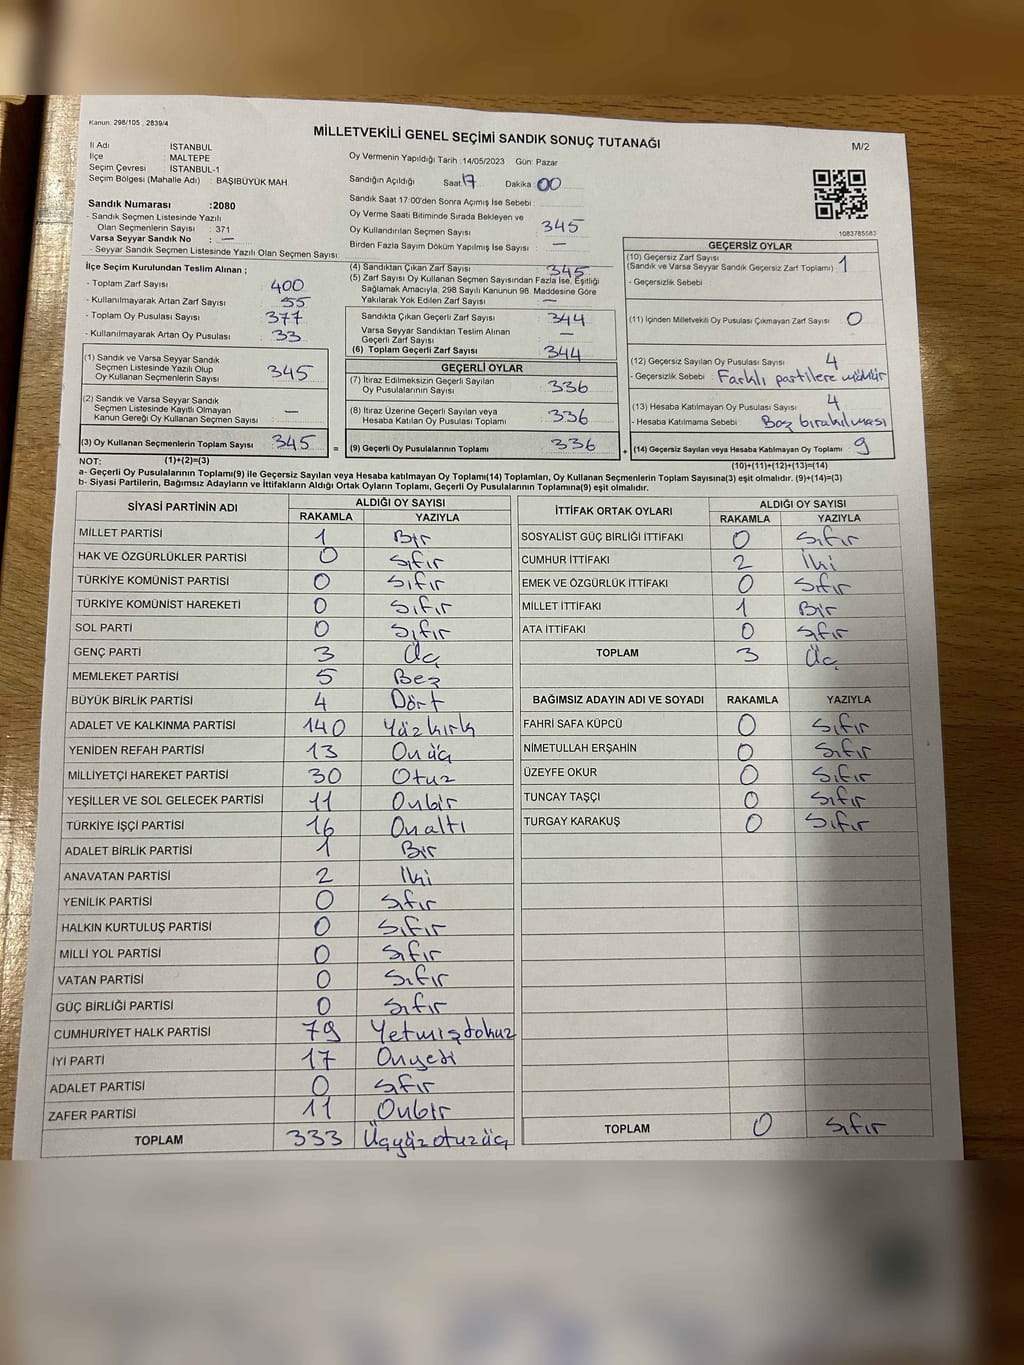 Kanun. 298/105 , 2839/4
MİLLETVEKİLİ GENEL SEÇİMİ SANDIK SONUÇ TUTANAĞI
M/2
İl Adı İSTANBUL
İlçe MALTEPE
Seçim Çevresi : İSTANBUL-1
Seçim Bölgesi (Mahalle Adı) : BAŞIBÜYÜK MAH
Sandık Numarası :2080
- Sandık Seçmen Listesinde Yazılı
Olan Seçmenlerin Sayısı : 371
Varsa Seyyar Sandık No : —
- Seyyar Sandık Seçmen Listesinde Yazılı Olan Seçmen Sayısı:
Oy Vermenin Yapıldığı Tarih :14/05/2023 Gün: Pazar
Sandığın Açıldığı Saat: 17 Dakika : 00
Sandık Saat 17:00'den Sonra Açımış İse Sebebi :
Oy Verme Saati Bitiminde Sırada Bekleyen ve
Oy Kullandırılan Seçmen Sayısı 345
Birden Fazla Sayım Döküm Yapılmış İse Sayısı —
1083785583
İlçe Seçim Kurulundan Teslim Alınan ;
- Toplam Zarf Sayısı 400
- Kullanılmayarak Artan Zarf Sayısı 55
- Toplam Oy Pusulası Sayısı 377
- Kullanılmayarak Artan Oy Pusulası : 33
(4) Sandıktan Çıkan Zarf Sayısı 345
(5) Zarf Sayısı Oy Kullanan Seçmen Sayısından Fazla İse, Eşitliği
Sağlamak Amacıyla, 298 Sayılı Kanunun 98. Maddesine Göre
Yakılarak Yok Edilen Zarf Sayısı : —
Sandıkta Çıkan Geçerli Zarf Sayısı : 344
Varsa Seyyar Sandıktan Teslim Alınan
Geçerli Zarf Sayısı : —
(6) Toplam Geçerli Zarf Sayısı : 344
GEÇERSİZ OYLAR
(10) Geçersiz Zarf Sayısı
(Sandık ve Varsa Seyyar Sandık Geçersiz Zarf Toplamı) : 1
- Geçersizlik Sebebi :
(11) İçinden Milletvekili Oy Pusulası Çıkmayan Zarf Sayısı : 0
(12) Geçersiz Sayılan Oy Pusulası Sayısı : 4
- Geçersizlik Sebebi : Farklı partilere mühür
(13) Hesaba Katılmayan Oy Pusulası Sayısı : 4
- Hesaba Katılmama Sebebi : Boş bırakılması
(14) Geçersiz Sayılan veya Hesaba Katılmayan Oy Toplamı : 9
(10)+(11)+(12)+(13)=(14)
(1) Sandık ve Varsa Seyyar Sandık
Seçmen Listesinde Yazılı Olup
Oy Kullanan Seçmenlerin Sayısı : 345
(2) Sandık ve Varsa Seyyar Sandık
Seçmen Listesinde Kayıtlı Olmayan
Kanun Gereği Oy Kullanan Seçmen Sayısı : —
(3) Oy Kullanan Seçmenlerin Toplam Sayısı : 345 =
(1)+(2)=(3)
GEÇERLİ OYLAR
(7) İtiraz Edilmeksizin Geçerli Sayılan
Oy Pusulalarının Sayısı : 336
(8) İtiraz Üzerine Geçerli Sayılan veya
Hesaba Katılan Oy Pusulası Toplamı : 336
(9) Geçerli Oy Pusulalarının Toplamı : 336 +
NOT:
a- Geçerli Oy Pusulalarının Toplamı(9) ile Geçersiz Sayılan veya Hesaba katılmayan Oy Toplamı(14) Toplamları, Oy Kullanan Seçmenlerin Toplam Sayısına(3) eşit olmalıdır. (9)+(14)=(3)
b- Siyasi Partilerin, Bağımsız Adayların ve İttifakların Aldığı Ortak Oyların Toplamı, Geçerli Oy Pusulalarının Toplamına(9) eşit olmalıdır.
SİYASİ PARTİNİN ADI ALDIĞI OY SAYISI
RAKAMLA YAZIYLA
MİLLET PARTİSİ 1 Bir
HAK VE ÖZGÜRLÜKLER PARTİSİ 0 Sıfır
TÜRKİYE KOMÜNİST PARTİSİ 0 Sıfır
TÜRKİYE KOMÜNİST HAREKETİ 0 Sıfır
SOL PARTİ 0 Sıfır
GENÇ PARTİ 3 Üç
MEMLEKET PARTİSİ 5 Beş
BÜYÜK BİRLİK PARTİSİ 4 Dört
ADALET VE KALKINMA PARTİSİ 140 Yüzkırk
YENİDEN REFAH PARTİSİ 13 Onüç
MİLLİYETÇİ HAREKET PARTİSİ 30 Otuz
YEŞİLLER VE SOL GELECEK PARTİSİ 11 Onbir
TÜRKİYE İŞÇİ PARTİSİ 16 Onaltı
ADALET BİRLİK PARTİSİ 1 Bir
ANAVATAN PARTİSİ 2 İki
YENİLİK PARTİSİ 0 Sıfır
HALKIN KURTULUŞ PARTİSİ 0 Sıfır
MİLLİ YOL PARTİSİ 0 Sıfır
VATAN PARTİSİ 0 Sıfır
GÜÇ BİRLİĞİ PARTİSİ 0 Sıfır
CUMHURİYET HALK PARTİSİ 79 Yetmişdokuz
İYİ PARTİ 17 Onyedi
ADALET PARTİSİ 0 Sıfır
ZAFER PARTİSİ 11 Onbir
TOPLAM 333 Üçyüzotuzüç
İTTİFAK ORTAK OYLARI ALDIĞI OY SAYISI
RAKAMLA YAZIYLA
SOSYALİST GÜÇ BİRLİĞİ İTTİFAKI 0 Sıfır
CUMHUR İTTİFAKI 2 İki
EMEK VE ÖZGÜRLÜK İTTİFAKI 0 Sıfır
MİLLET İTTİFAKI 1 Bir
ATA İTTİFAKI 0 Sıfır
TOPLAM 3 Üç
BAĞIMSIZ ADAYIN ADI VE SOYADI RAKAMLA YAZIYLA
FAHRİ SAFA KÜPCÜ 0 Sıfır
NİMETULLAH ERŞAHİN 0 Sıfır
ÜZEYFE OKUR 0 Sıfır
TUNCAY TAŞÇI 0 Sıfır
TURGAY KARAKUŞ 0 Sıfır
TOPLAM 0 Sıfır